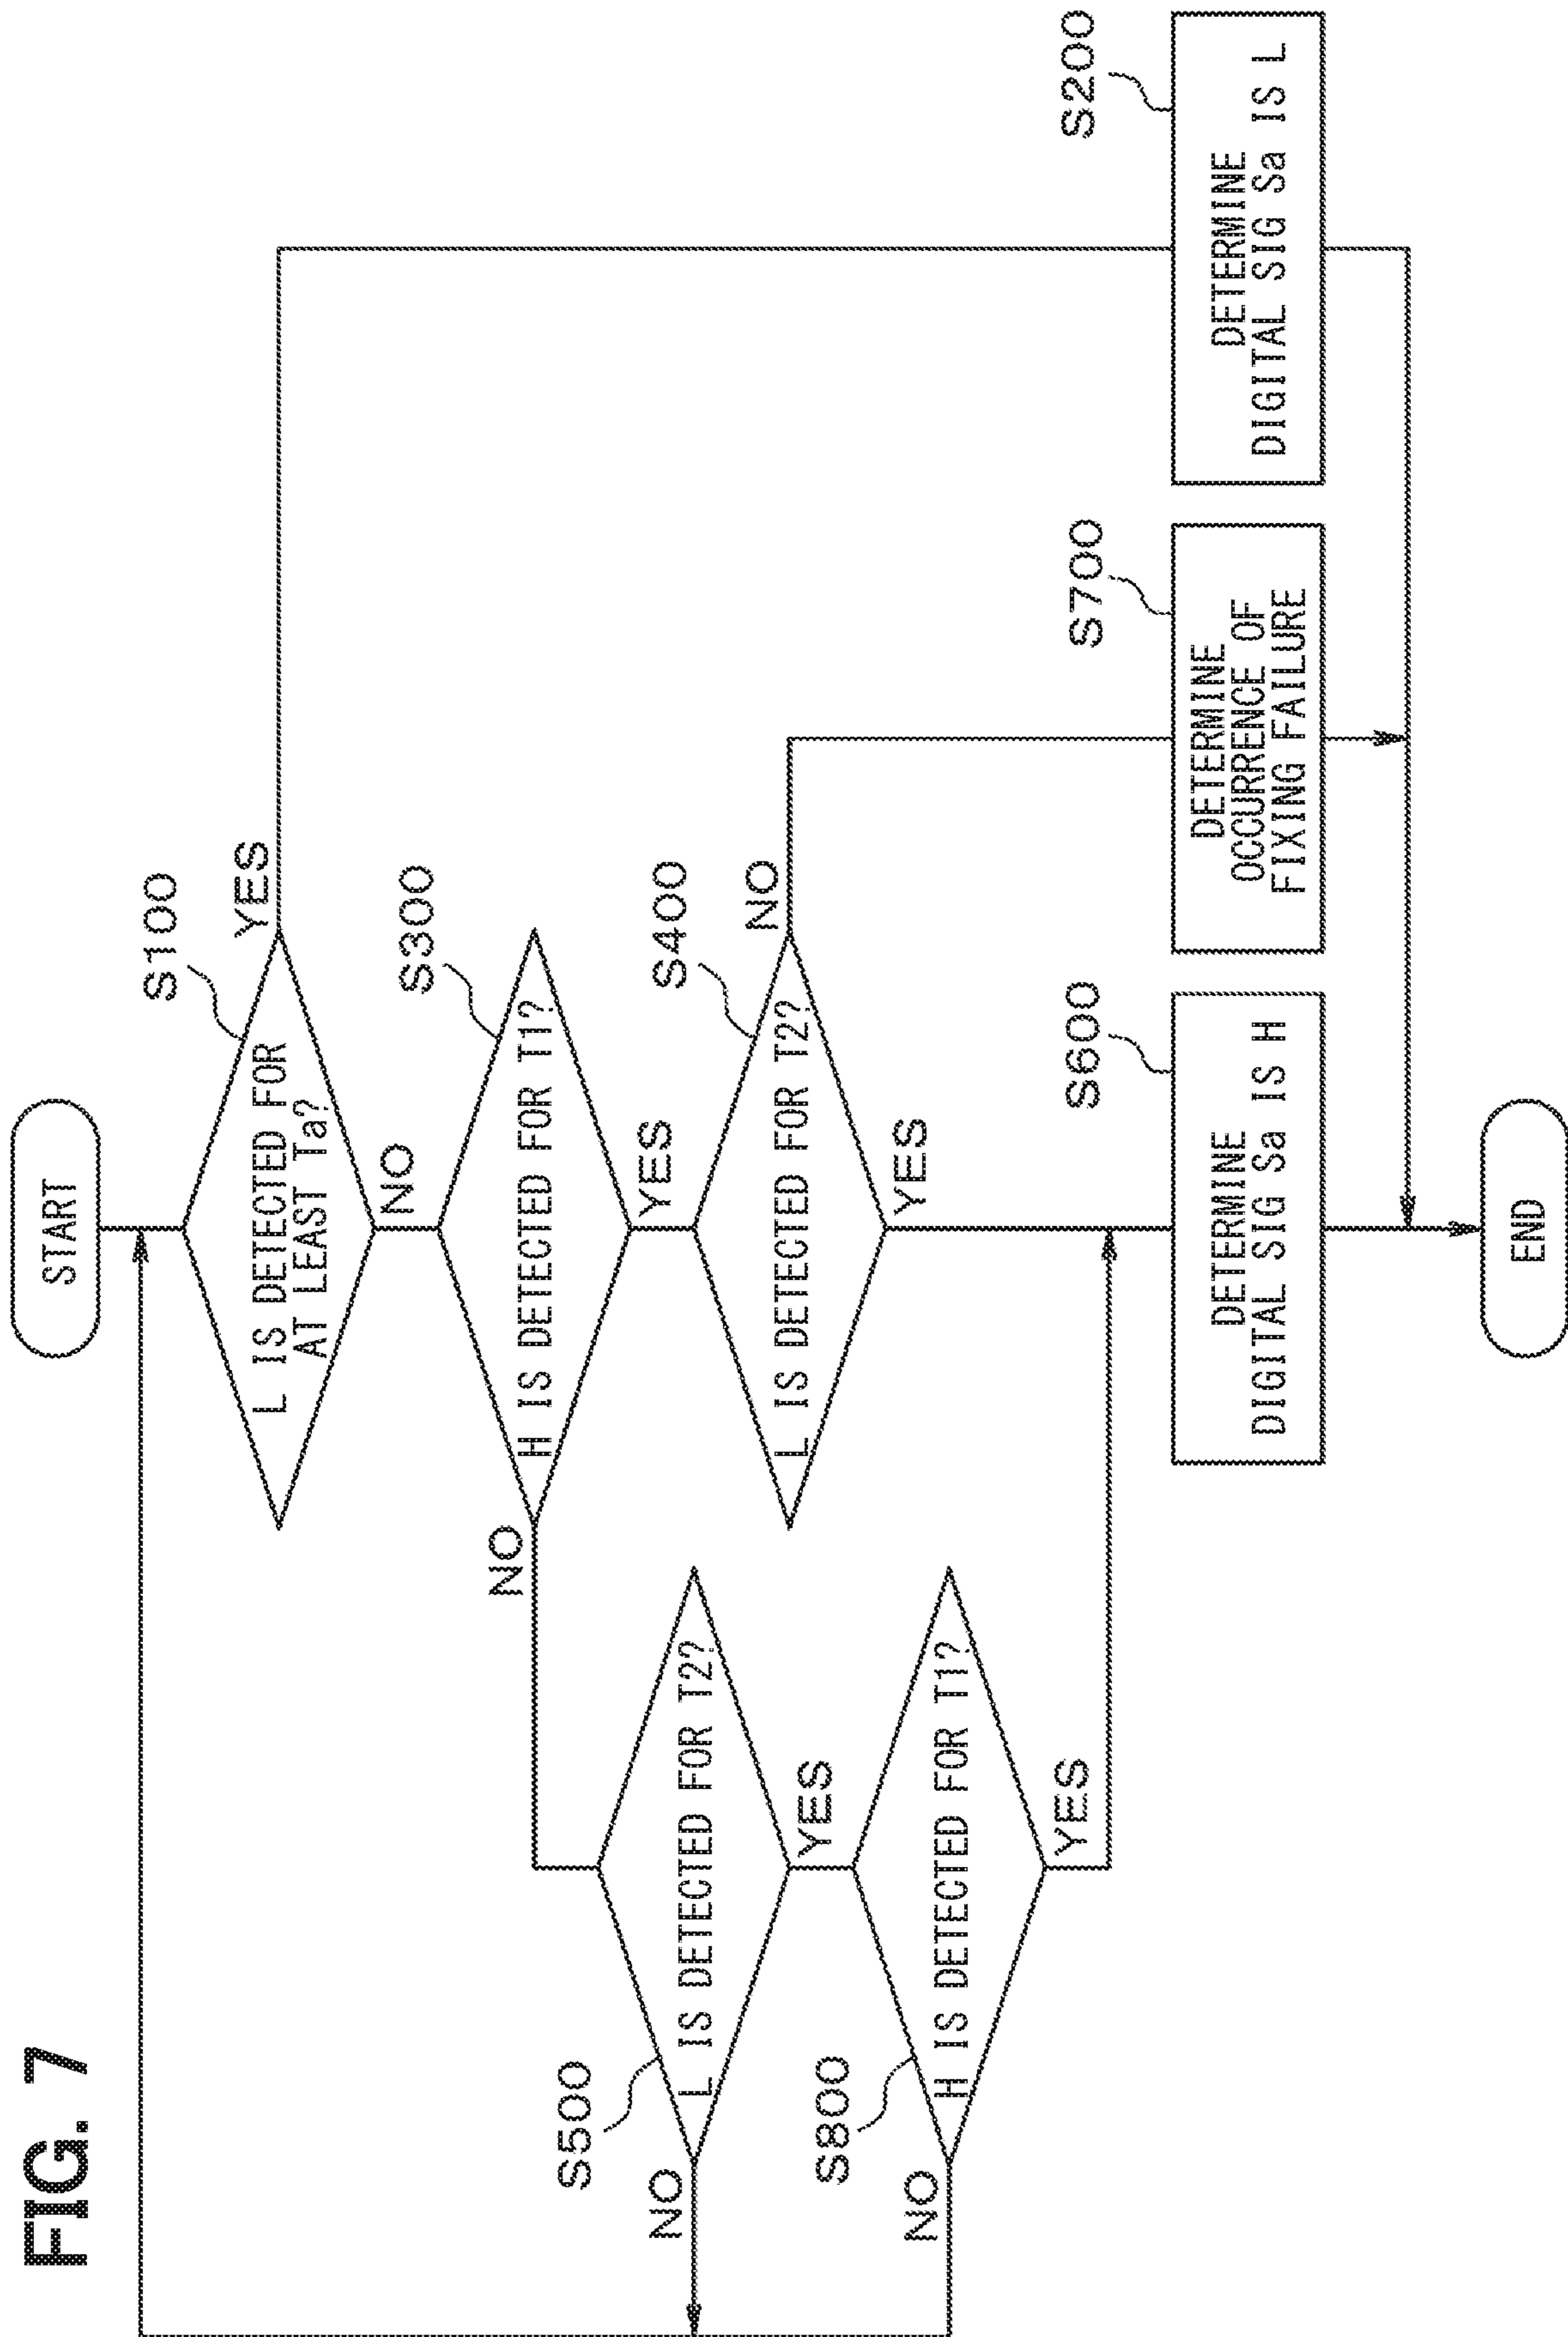 FIG. 7
START
S100
L IS DETECTED FOR
AT LEAST Ta?
YES
NO
S300
H IS DETECTED FOR T1?
NO
YES
S400
L IS DETECTED FOR T2?
NO
YES
S500
L IS DETECTED FOR T2?
NO
YES
S800
H IS DETECTED FOR T1?
NO
YES
S600
DETERMINE
DIGITAL SIG Sa IS H
S700
DETERMINE
OCCURRENCE OF
FIXING FAILURE
S200
DETERMINE
DIGITAL SIG Sa IS L
END